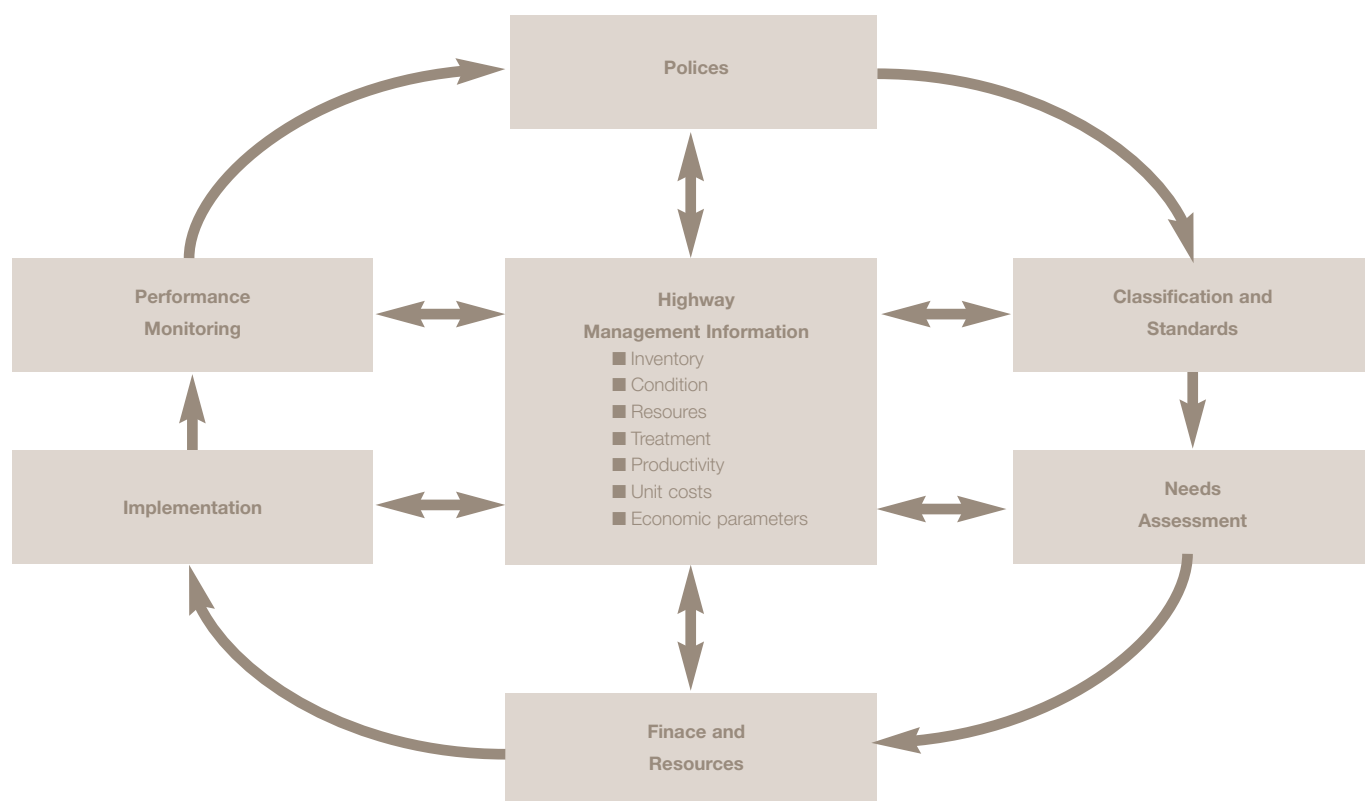 Polices
Performance
Monitoring
Highway
Management Information
■ Inventory
■ Condition
■ Resoures
■ Treatment
■ Productivity
■ Unit costs
■ Economic parameters
Classification and
Standards
Implementation
Needs
Assessment
Finace and
Resources